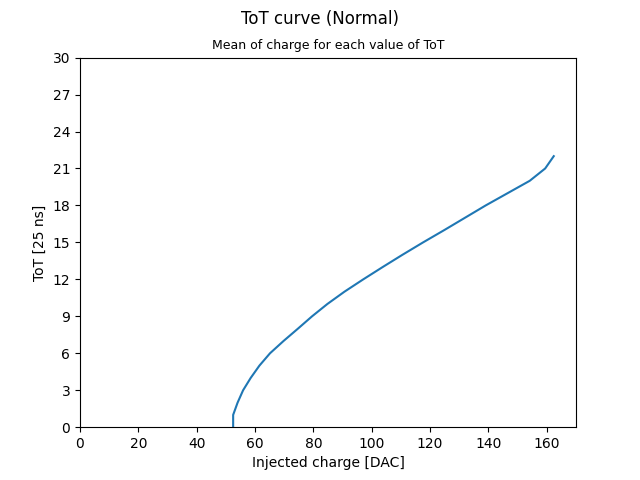 ToT curve (Normal)
Mean of charge for each value of ToT
30
27
24
21
18
15
12
9
6
3
0
ToT [25 ns]
0 20 40 60 80 100 120 140 160
Injected charge [DAC]